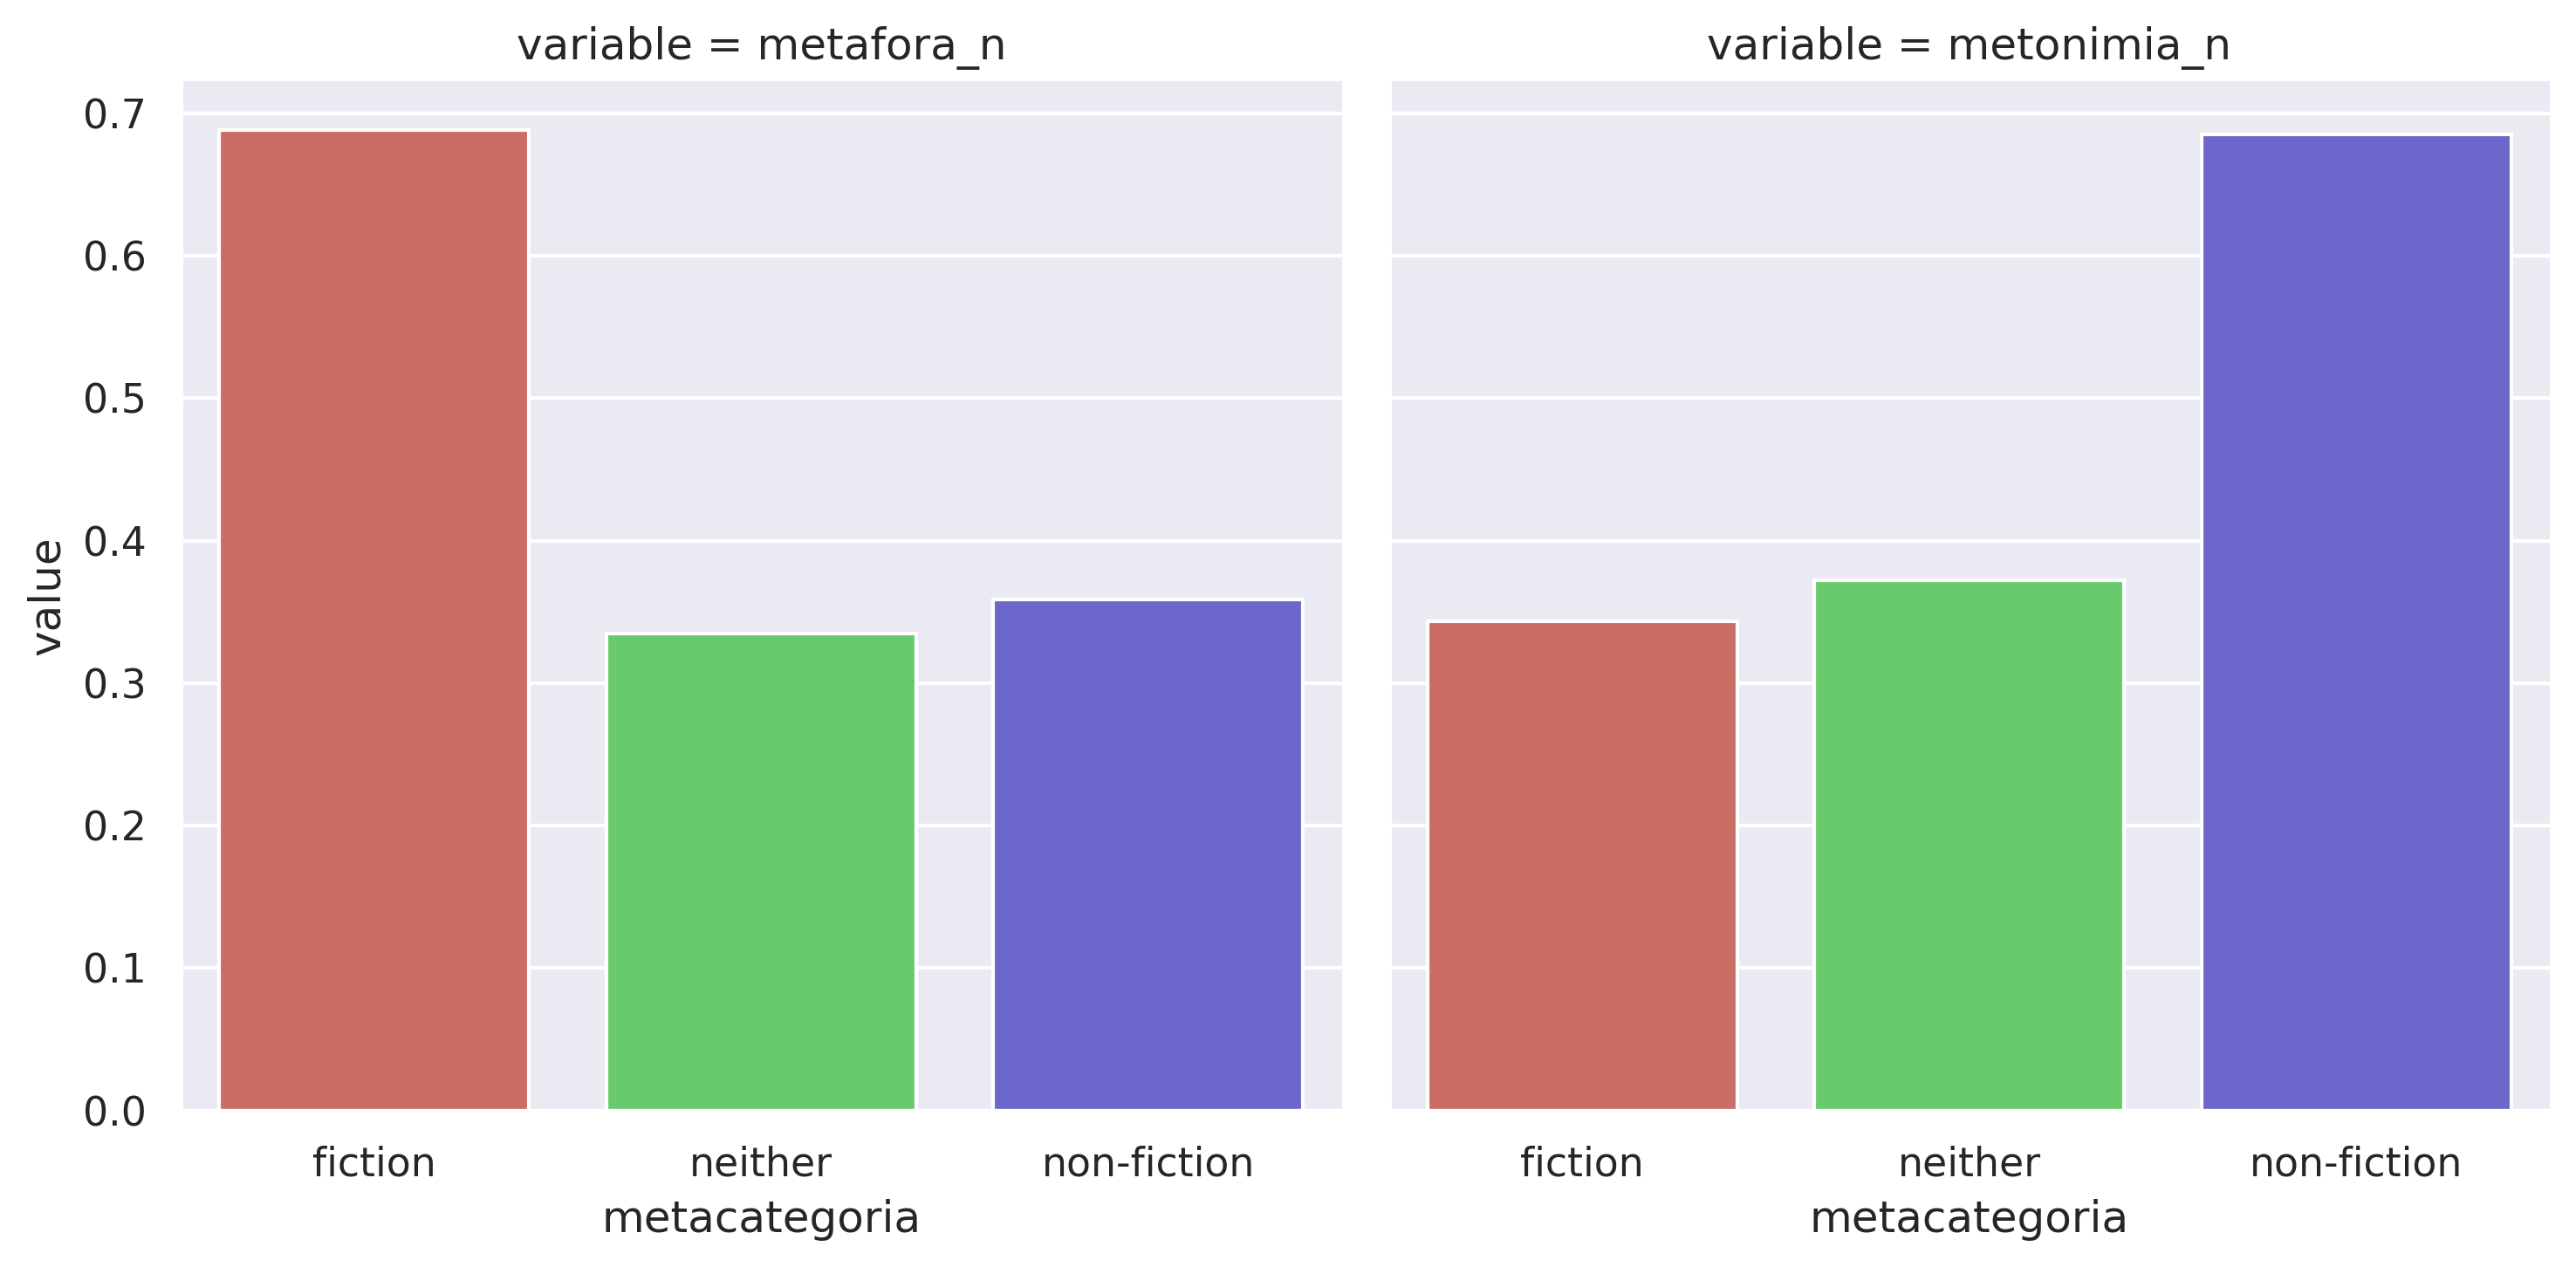 variable = metafora_n
variable = metonimia_n
0.7
0.6
0.5
0.4
0.3
0.2
0.1
0.0
value
fiction neither non-fiction
metacategoria
fiction neither non-fiction
metacategoria